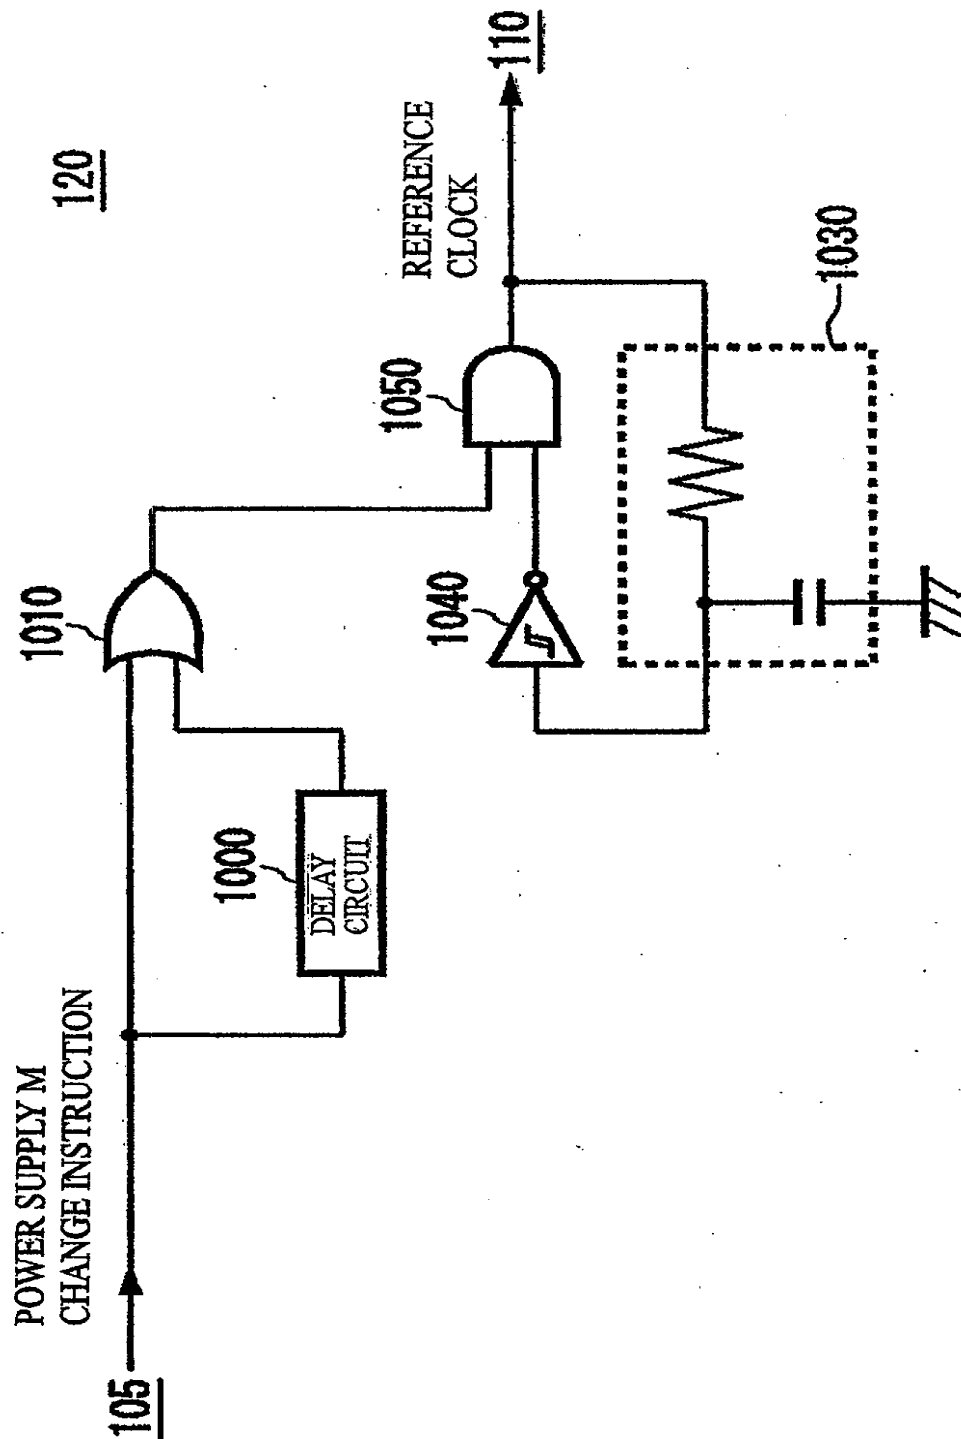 120
105
POWER SUPPLY M
CHANGE INSTRUCTION
1000
DELAY
CIRCUIT
1010
1040
1050
REFERENCE
CLOCK
110
1030